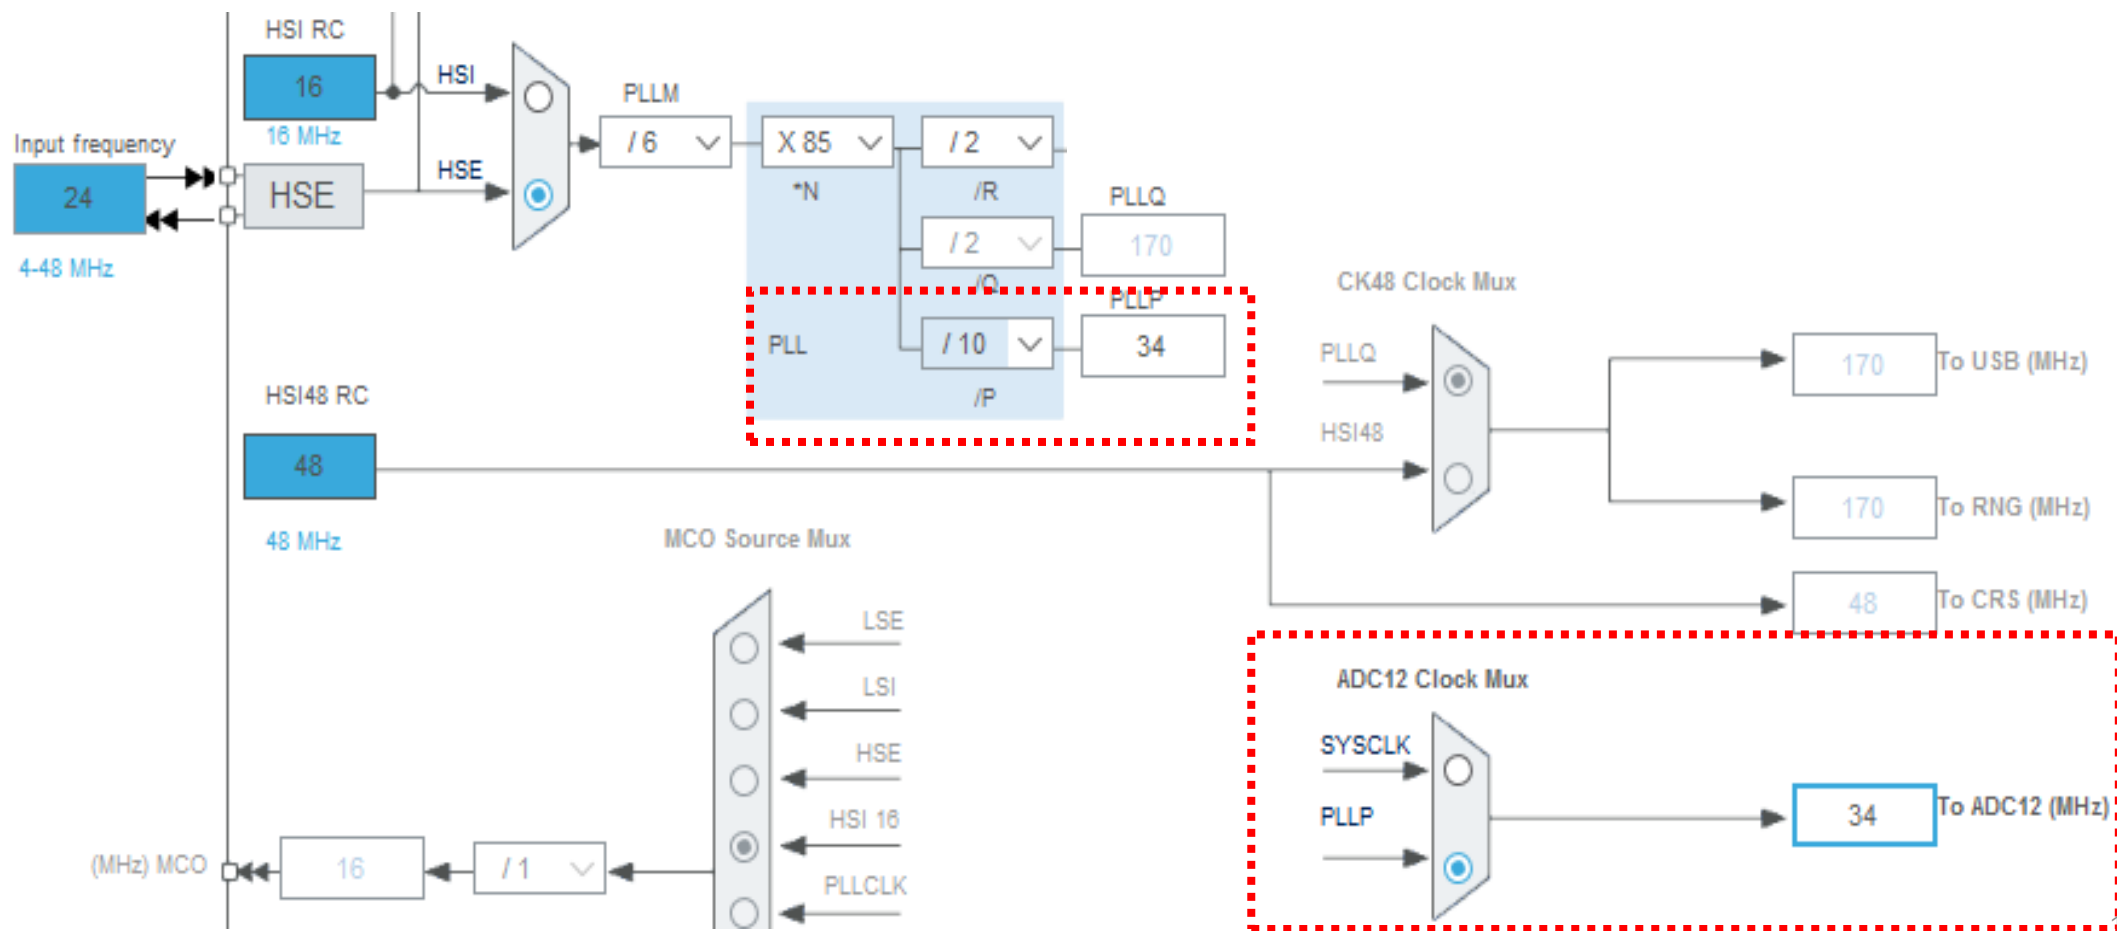 HSI RC
16
16 MHz
HSI
PLLM
Input frequency
24
4-48 MHz
HSE
HSE
/ 6
X 85
*N
/ 2
/R
PLLQ
/ 2
170
/Q
PLLP
PLL
/ 10
34
/P
HSI48 RC
48
48 MHz
CK48 Clock Mux
PLLQ
HSI48
170
To USB (MHz)
170
To RNG (MHz)
48
To CRS (MHz)
MCO Source Mux
LSE
LSI
HSE
HSI 16
PLLCLK
(MHz) MCO
16
/ 1
ADC12 Clock Mux
SYSCLK
PLLP
34
To ADC12 (MHz)